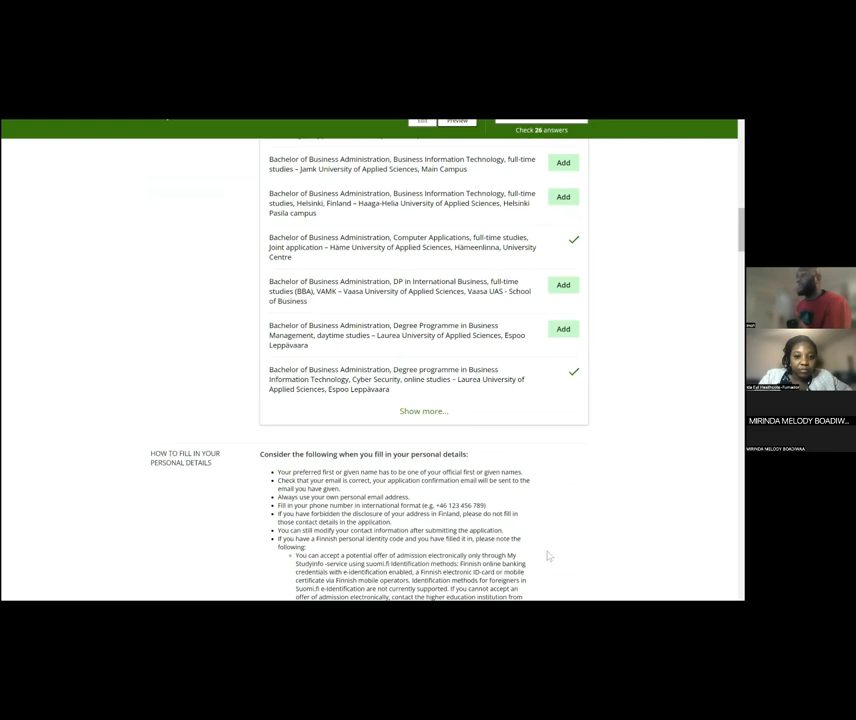 Edit
Preview
Check 26 answers
Bachelor of Business Administration, Business Information Technology, full-time
studies – Jamk University of Applied Sciences, Main Campus
Add
Bachelor of Business Administration, Business Information Technology, full-time
studies, Helsinki, Finland – Haaga-Helia University of Applied Sciences, Helsinki
Pasila campus
Add
Bachelor of Business Administration, Computer Applications, full-time studies,
Joint application – Häme University of Applied Sciences, Hämeenlinna, University
Centre
Bachelor of Business Administration, DP in International Business, full-time
studies (BBA), VAMK – Vaasa University of Applied Sciences, Vaasa UAS - School
of Business
Add
Bachelor of Business Administration, Degree Programme in Business
Management, daytime studies – Laurea University of Applied Sciences, Espoo
Leppävaara
Add
Bachelor of Business Administration, Degree programme in Business
Information Technology, Cyber Security, online studies – Laurea University of
Applied Sciences, Espoo Leppävaara
Show more...
HOW TO FILL IN YOUR
PERSONAL DETAILS
Consider the following when you fill in your personal details:
Your preferred first or given name has to be one of your official first or given names.
Check that your email is correct, your application confirmation email will be sent to the
email you have given.
Always use your own personal email address.
Fill in your phone number in international format (e.g. +46 123 456 789)
If you have forbidden the disclosure of your address in Finland, please do not fill in
those contact details in the application.
You can still modify your contact information after submitting the application.
If you have a Finnish personal identity code and you have filled it in, please note the
following:
You can accept a potential offer of admission electronically only through My
Studyinfo -service using suomi.fi Identification methods: Finnish online banking
credentials with e-identification enabled, a Finnish electronic ID-card or mobile
certificate via Finnish mobile operators. Identification methods for foreigners in
Suomi.fi e-Identification are not currently supported. If you cannot accept an
offer of admission electronically, contact the higher education institution from
MIRINDA MELODY BOADIW...
MIRINDA MELODY BOADIWAA